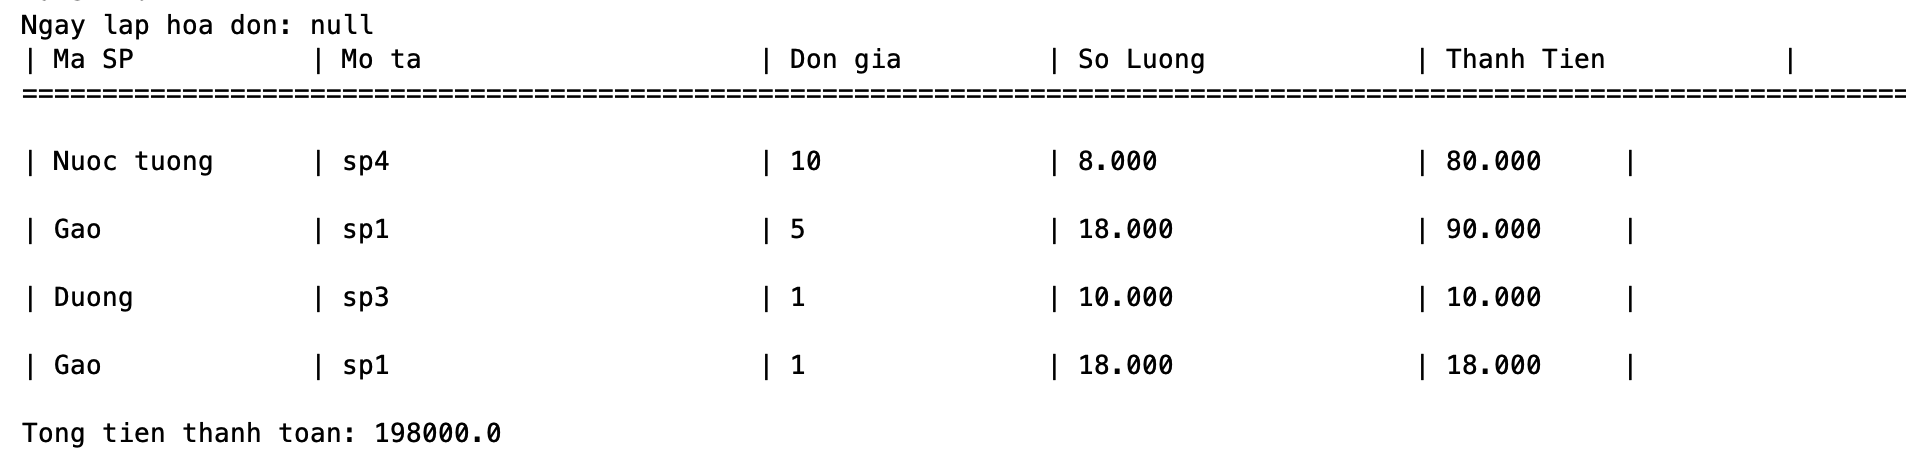 Ngay lap hoa don: null
| Ma SP | Mo ta | Don gia | So Luong | Thanh Tien |
======================================================================================================================
| Nuoc tuong | sp4 | 10 | 8.000 | 80.000 |
| Gao | sp1 | 5 | 18.000 | 90.000 |
| Duong | sp3 | 1 | 10.000 | 10.000 |
| Gao | sp1 | 1 | 18.000 | 18.000 |
Tong tien thanh toan: 198000.0